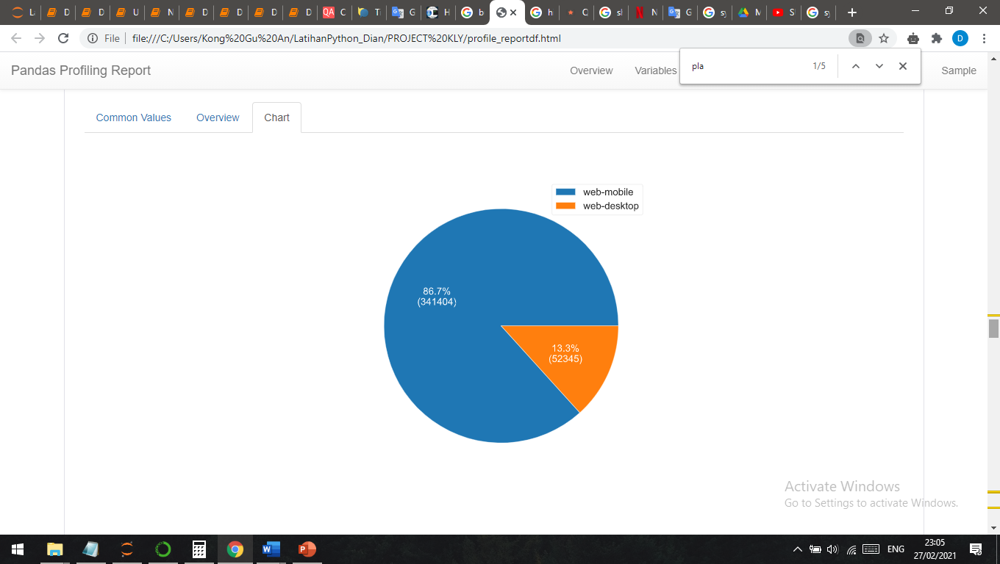 L
D
D
U
N
D
D
D
D
QA
C
T
G
H
b
h
C
sl
N
G
sy
M
S
sy
File
file:///C:/Users/Kong%20Gu%20An/LatihanPython_Dian/PROJECT%20KLY/profile_reportdf.html
D
pla
1/5
Pandas Profiling Report
Overview
Variables
Sample
Common Values
Overview
Chart
web-mobile
web-desktop
86.7%
(341404)
13.3%
(52345)
Activate Windows
Go to Settings to activate Windows.
ENG
23:05
27/02/2021